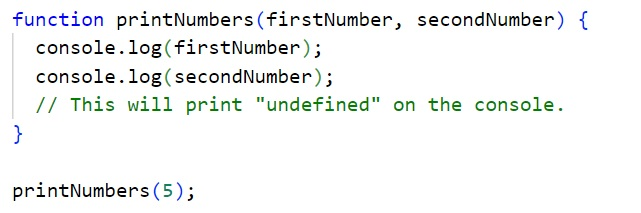 function printNumbers(firstNumber, secondNumber) {
  console.log(firstNumber);
  console.log(secondNumber);
  // This will print "undefined" on the console.
}

printNumbers(5);